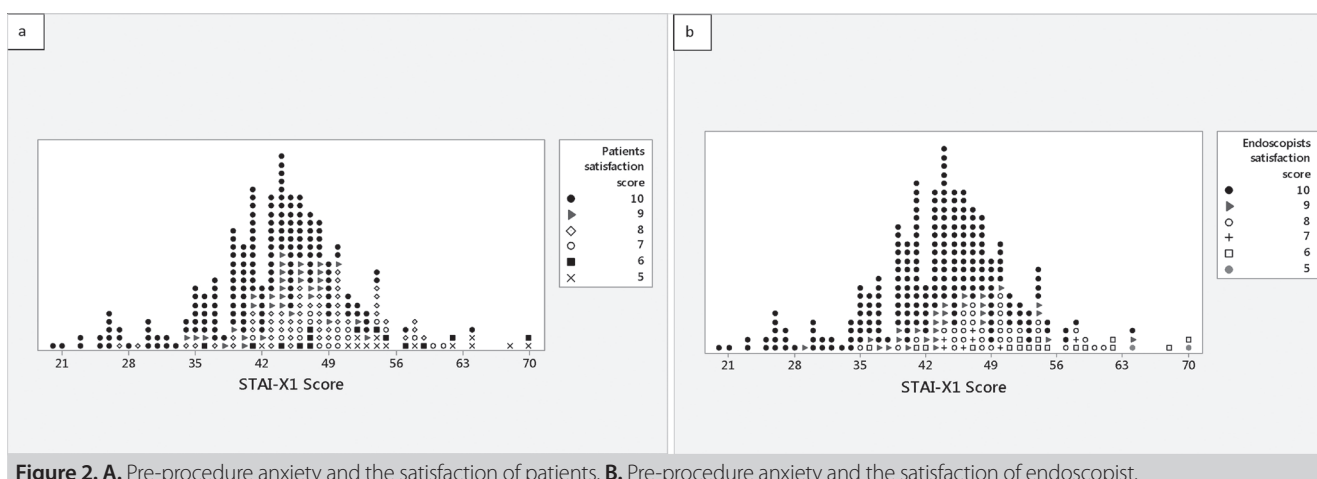 a
Patients
satisfaction
score
10
9
8
7
6
5
21 28 35 42 49 56 63 70
STAI-X1 Score
b
Endoscopists
satisfaction
score
10
9
8
7
6
5
21 28 35 42 49 56 63 70
STAI-X1 Score
Figure 2. A. Pre-procedure anxiety and the satisfaction of patients. B. Pre-procedure anxiety and the satisfaction of endoscopist.